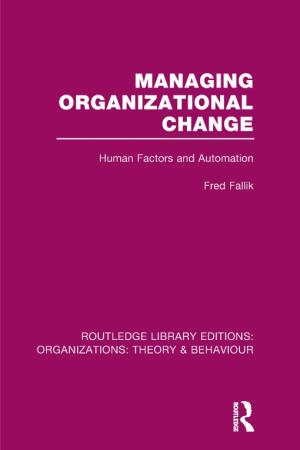 MANAGING
ORGANIZATIONAL
CHANGE
Human Factors and Automation
Fred Fallik
ROUTLEDGE LIBRARY EDITIONS:
ORGANIZATIONS: THEORY & BEHAVIOUR
ROUTLEDGE